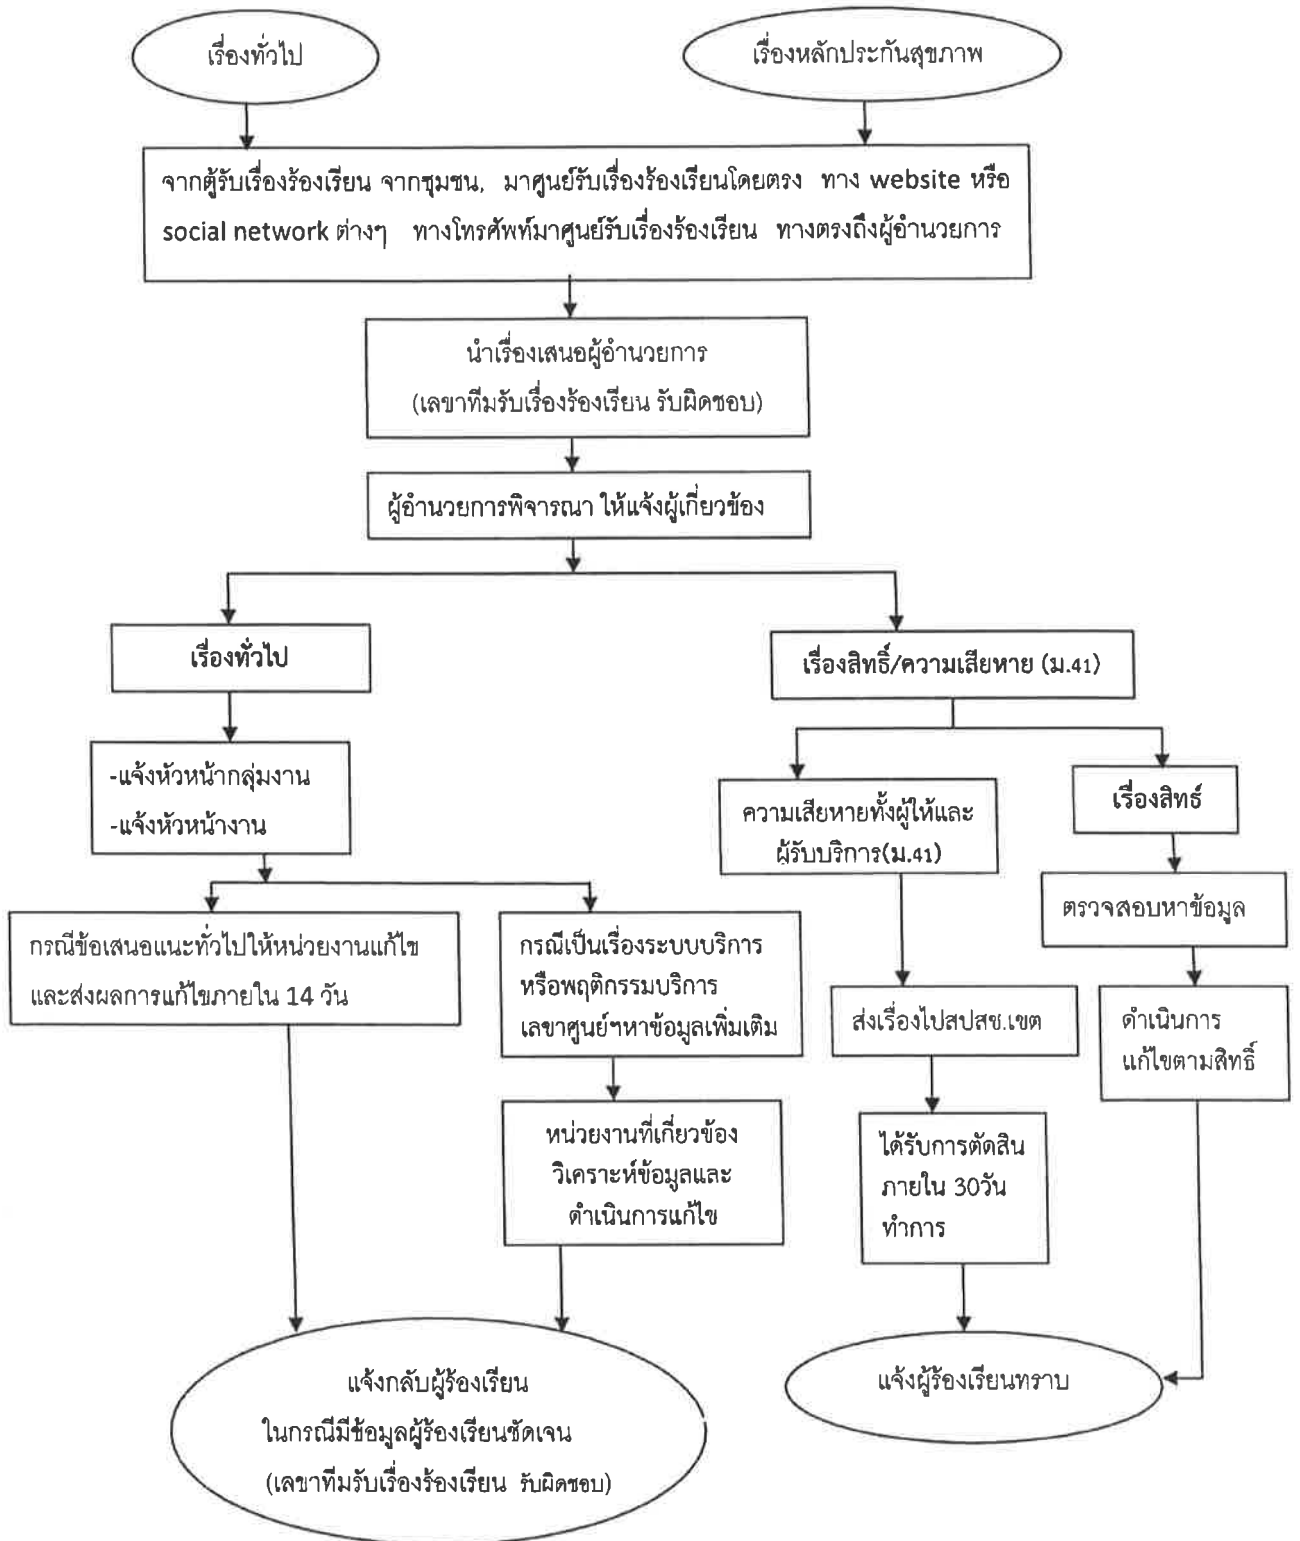 เรื่องทั่วไป
เรื่องหลักประกันสุขภาพ
จากตู้รับเรื่องร้องเรียน จากชุมชน, มาศูนย์รับเรื่องร้องเรียนโดยตรง ทาง website หรือ
social network ต่างๆ ทางโทรศัพท์มาศูนย์รับเรื่องร้องเรียน ทางตรงถึงผู้อำนวยการ
นำเรื่องเสนอผู้อำนวยการ
(เลขาทีมรับเรื่องร้องเรียน รับผิดชอบ)
ผู้อำนวยการพิจารณา ให้แจ้งผู้เกี่ยวข้อง
เรื่องทั่วไป
เรื่องสิทธิ์/ความเสียหาย (ม.41)
-แจ้งหัวหน้ากลุ่มงาน
-แจ้งหัวหน้างาน
ความเสียหายทั้งผู้ให้และ
ผู้รับบริการ(ม.41)
เรื่องสิทธ์
กรณีข้อเสนอแนะทั่วไปให้หน่วยงานแก้ไข
และส่งผลการแก้ไขภายใน 14 วัน
กรณีเป็นเรื่องระบบบริการ
หรือพฤติกรรมบริการ
เลขาศูนย์ฯหาข้อมูลเพิ่มเติม
ตรวจสอบหาข้อมูล
ส่งเรื่องไปสปสช.เขต
ดำเนินการ
แก้ไขตามสิทธิ์
หน่วยงานที่เกี่ยวข้อง
วิเคราะห์ข้อมูลและ
ดำเนินการแก้ไข
ได้รับการตัดสิน
ภายใน 30วัน
ทำการ
แจ้งกลับผู้ร้องเรียน
ในกรณีมีข้อมูลผู้ร้องเรียนชัดเจน
(เลขาทีมรับเรื่องร้องเรียน รับผิดชอบ)
แจ้งผู้ร้องเรียนทราบ